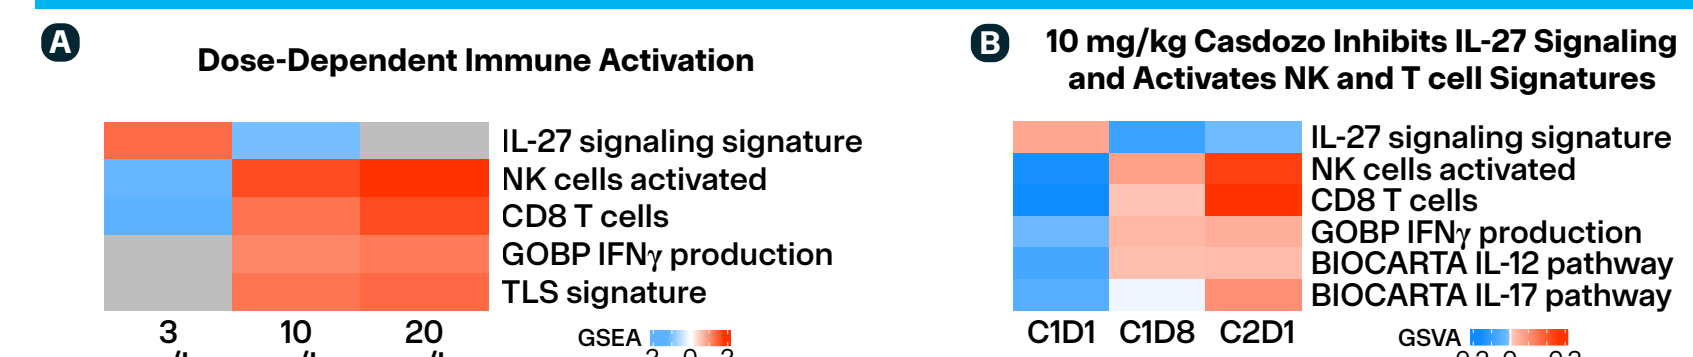 A
Dose-Dependent Immune Activation
IL-27 signaling signature
NK cells activated
CD8 T cells
GOBP IFNγ production
TLS signature
3 10 20
GSEA
B
10 mg/kg Casdozo Inhibits IL-27 Signaling
and Activates NK and T cell Signatures
IL-27 signaling signature
NK cells activated
CD8 T cells
GOBP IFNγ production
BIOCARTA IL-12 pathway
BIOCARTA IL-17 pathway
C1D1 C1D8 C2D1
GSVA